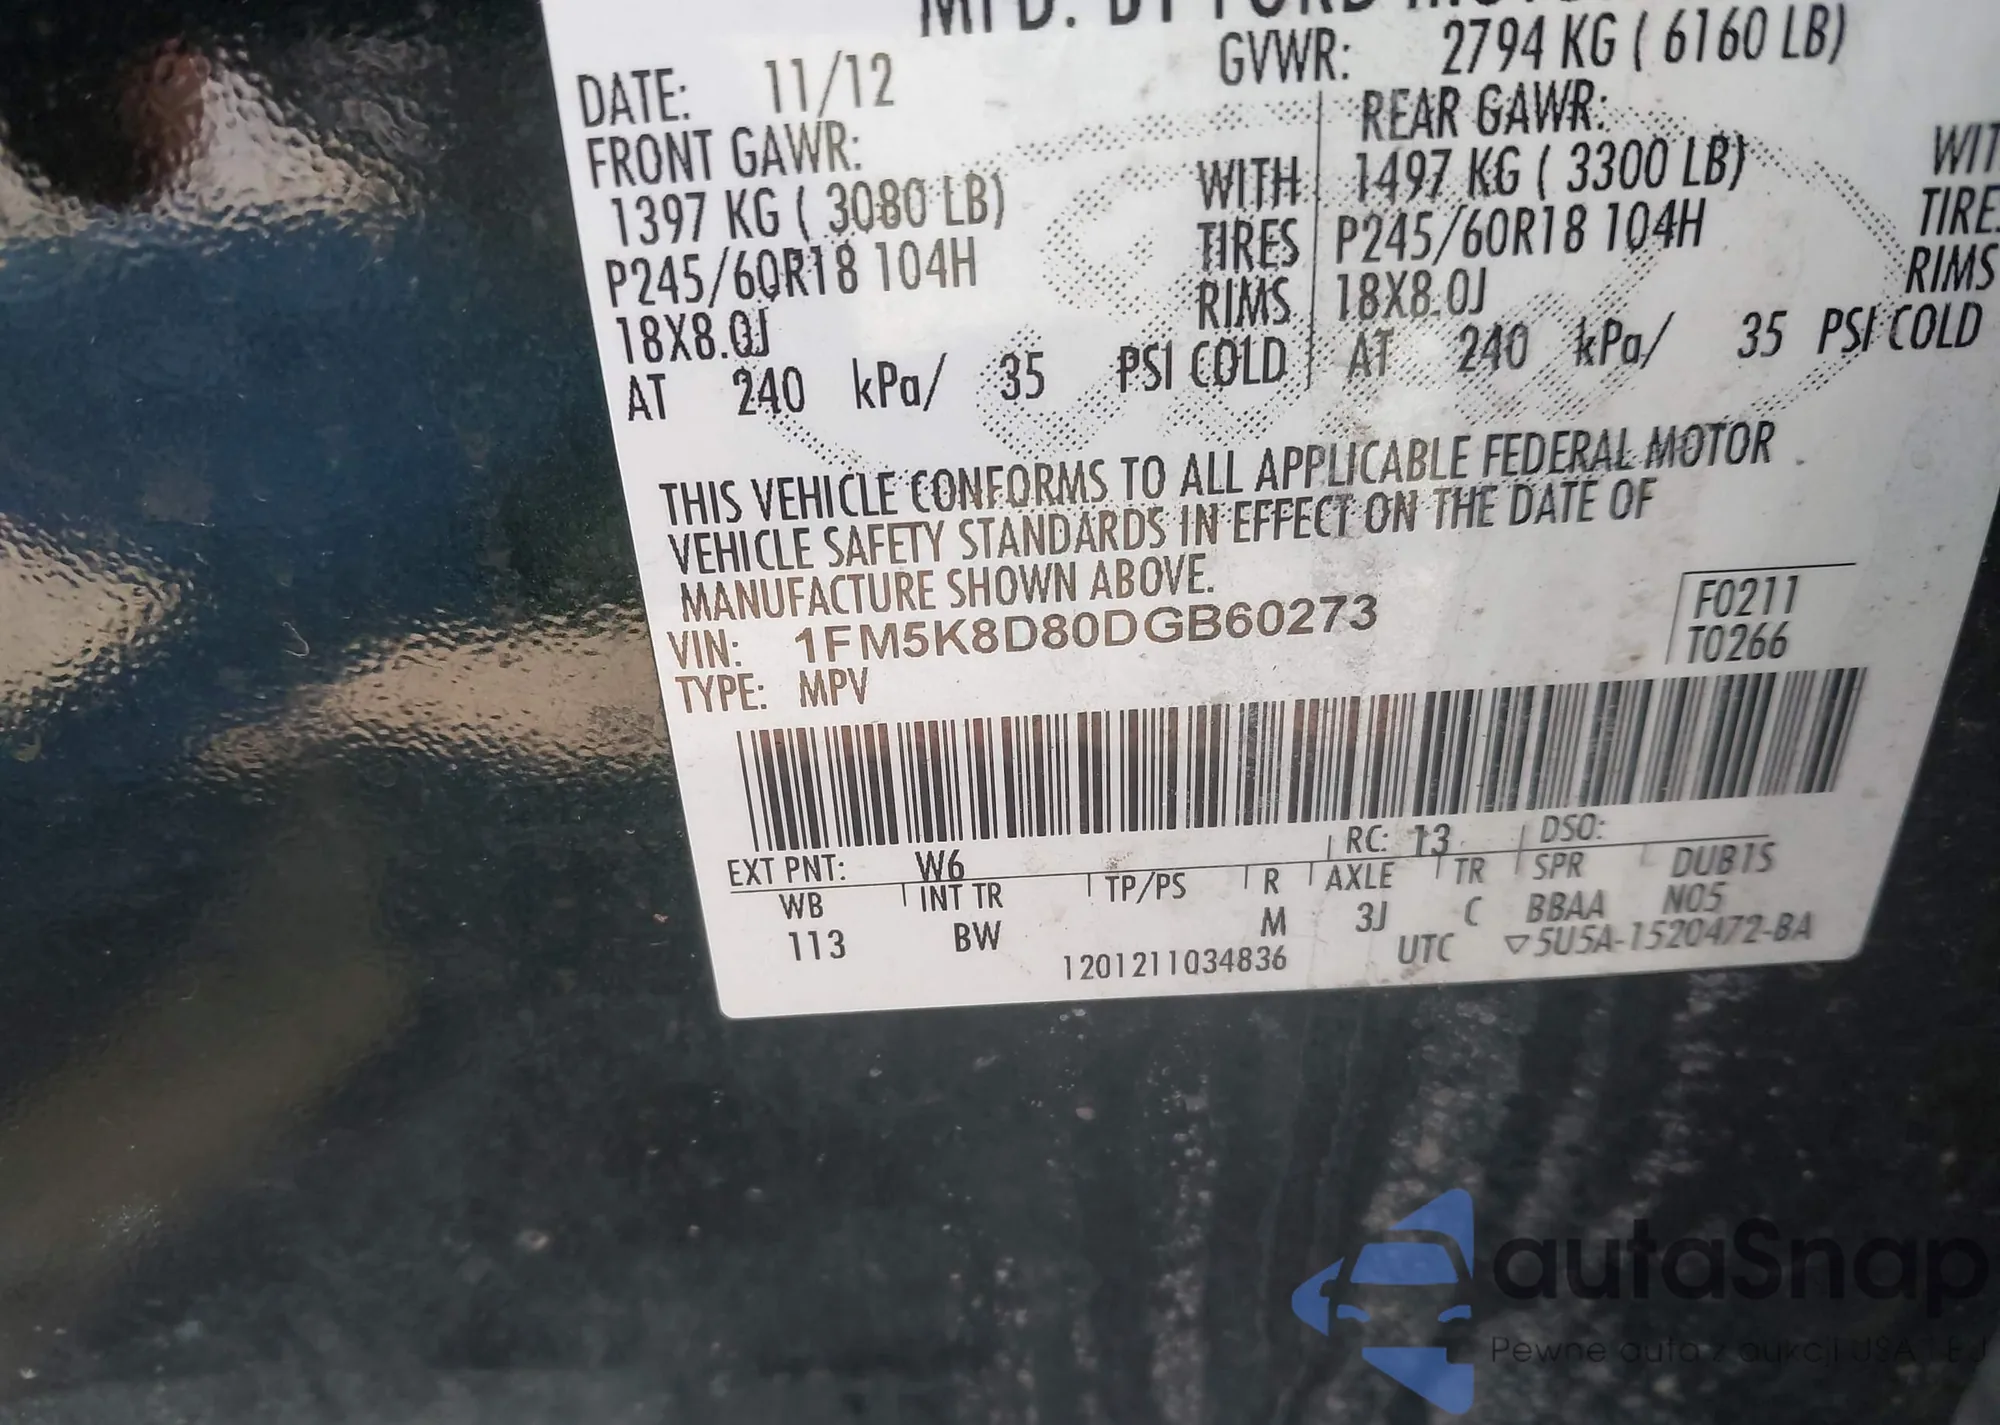 MFD. BY FORD MOTOR
DATE: 11/12 GVWR: 2794 KG ( 6160 LB)
FRONT GAWR: REAR GAWR:
1397 KG ( 3080 LB) WITH 1497 KG ( 3300 LB) WIT
P245/60R18 104H TIRES P245/60R18 104H TIRE
18X8.0J RIMS 18X8.0J RIMS
AT 240 kPa/ 35 PSI COLD AT 240 kPa/ 35 PSI COLD
THIS VEHICLE CONFORMS TO ALL APPLICABLE FEDERAL MOTOR
VEHICLE SAFETY STANDARDS IN EFFECT ON THE DATE OF
MANUFACTURE SHOWN ABOVE.
VIN: 1FM5K8D80DGB60273 F0211
TYPE: MPV T0266
EXT PNT: W6 RC: 13 DSO:
WB INT TR TP/PS R AXLE TR SPR DUBTS
113 BW M 3J C BBAA N05
1201211034836 UTC ▽5U5A-1520472-BA
autaSnap
Pewne auta z aukcji USA i EU